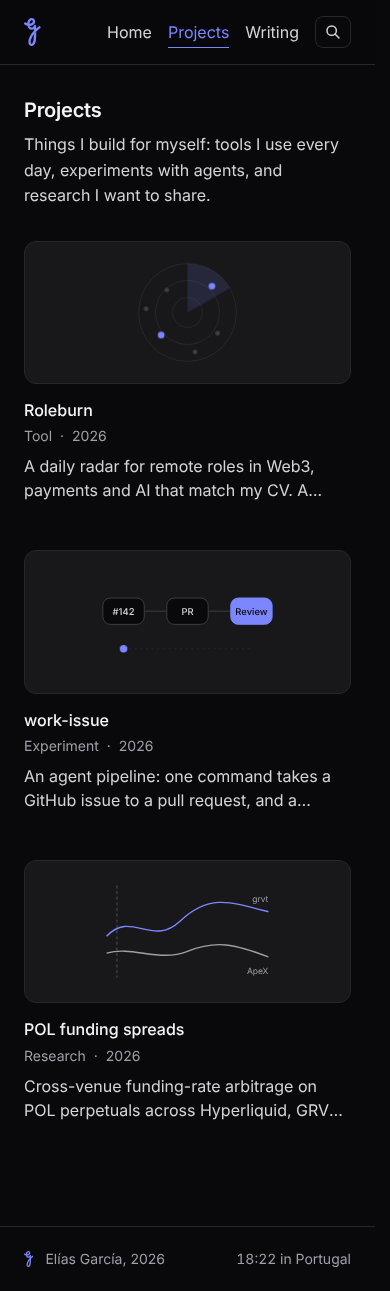 Home Projects Writing
Projects
Things I build for myself: tools I use every
day, experiments with agents, and
research I want to share.
Roleburn
Tool · 2026
A daily radar for remote roles in Web3,
payments and AI that match my CV. A...
#142 PR Review
work-issue
Experiment · 2026
An agent pipeline: one command takes a
GitHub issue to a pull request, and a...
grvt
ApeX
POL funding spreads
Research · 2026
Cross-venue funding-rate arbitrage on
POL perpetuals across Hyperliquid, GRV...
Elías García, 2026 18:22 in Portugal